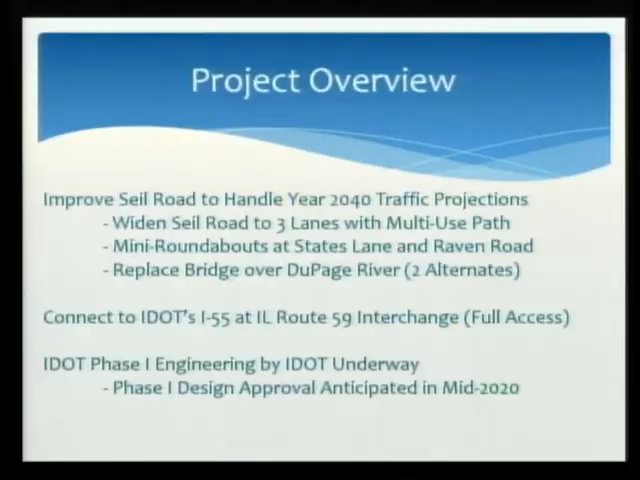 Project Overview
Improve Seil Road to Handle Year 2040 Traffic Projections
- Widen Seil Road to 3 Lanes with Multi-Use Path
- Mini-Roundabouts at States Lane and Raven Road
- Replace Bridge over DuPage River (2 Alternates)
Connect to IDOT's I-55 at IL Route 59 Interchange (Full Access)
IDOT Phase I Engineering by IDOT Underway
- Phase I Design Approval Anticipated in Mid-2020